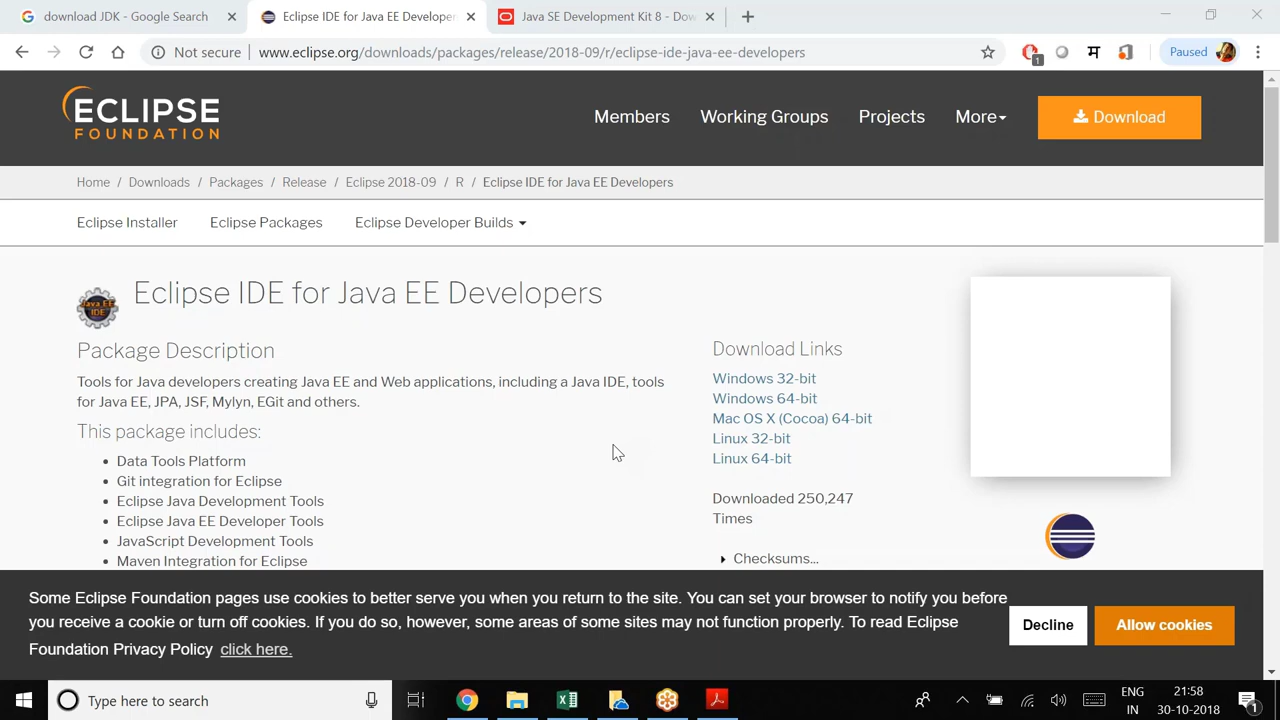 download JDK - Google Search
Eclipse IDE for Java EE Developer
Java SE Development Kit 8 - Dow
Not secure
www.eclipse.org/downloads/packages/release/2018-09/r/eclipse-ide-java-ee-developers
1
म
Paused
ECLIPSE
FOUNDATION
Members
Working Groups
Projects
More
Download
Home / Downloads / Packages / Release / Eclipse 2018-09 / R / Eclipse IDE for Java EE Developers
Eclipse Installer
Eclipse Packages
Eclipse Developer Builds
Java EE
IDE
Eclipse IDE for Java EE Developers
Package Description
Tools for Java developers creating Java EE and Web applications, including a Java IDE, tools
for Java EE, JPA, JSF, Mylyn, EGit and others.
This package includes:
Data Tools Platform
Git integration for Eclipse
Eclipse Java Development Tools
Eclipse Java EE Developer Tools
JavaScript Development Tools
Maven Integration for Eclipse
Download Links
Windows 32-bit
Windows 64-bit
Mac OS X (Cocoa) 64-bit
Linux 32-bit
Linux 64-bit
Downloaded 250,247
Times
Checksums...
Some Eclipse Foundation pages use cookies to better serve you when you return to the site. You can set your browser to notify you before
you receive a cookie or turn off cookies. If you do so, however, some areas of some sites may not function properly. To read Eclipse
Foundation Privacy Policy click here.
Decline
Allow cookies
Type here to search
ENG
IN
21:58
30-10-2018
1